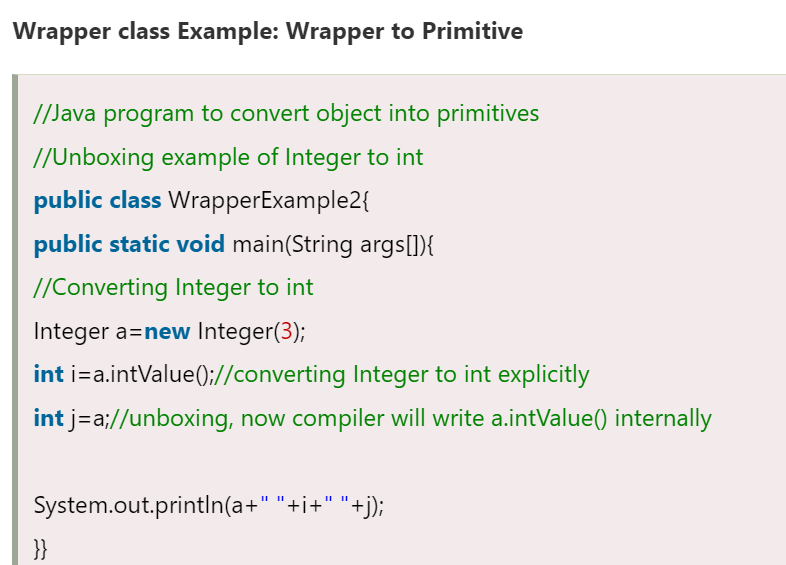 Wrapper class Example: Wrapper to Primitive
//Java program to convert object into primitives
//Unboxing example of Integer to int
public class WrapperExample2{
public static void main(String args[]){
//Converting Integer to int
Integer a=new Integer(3);
int i=a.intValue();//converting Integer to int explicitly
int j=a;//unboxing, now compiler will write a.intValue() internally
System.out.println(a+" "+i+" "+j);
}}